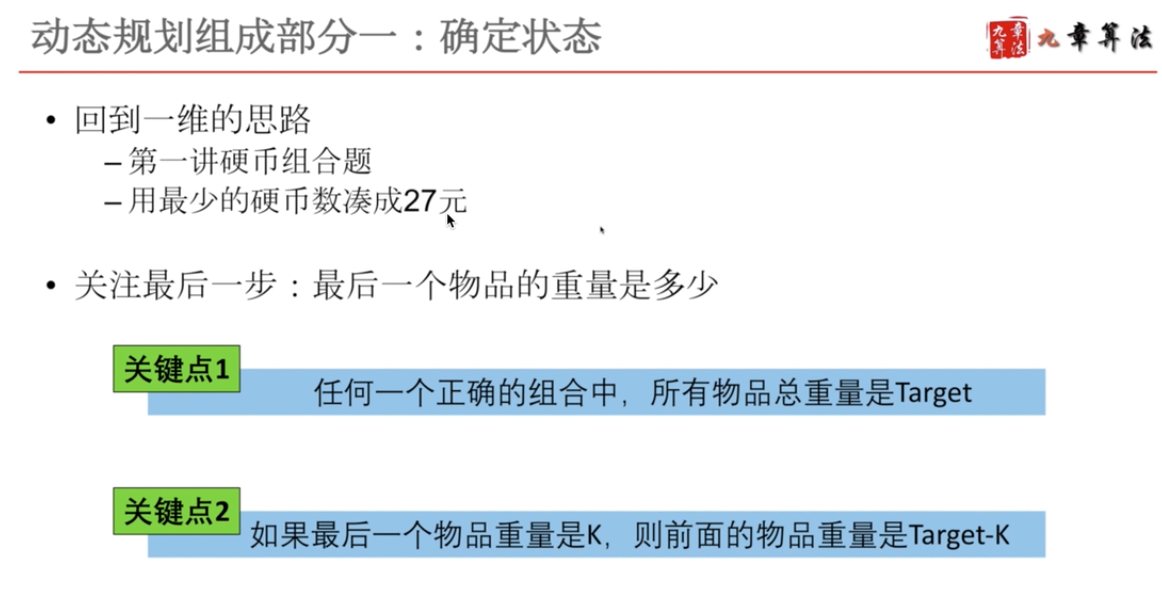 动态规划组成部分一：确定状态
九章算法
九章算法
• 回到一维的思路
– 第一讲硬币组合题
– 用最少的硬币数凑成27元
• 关注最后一步：最后一个物品的重量是多少
关键点1
任何一个正确的组合中，所有物品总重量是Target
关键点2
如果最后一个物品重量是K，则前面的物品重量是Target-K